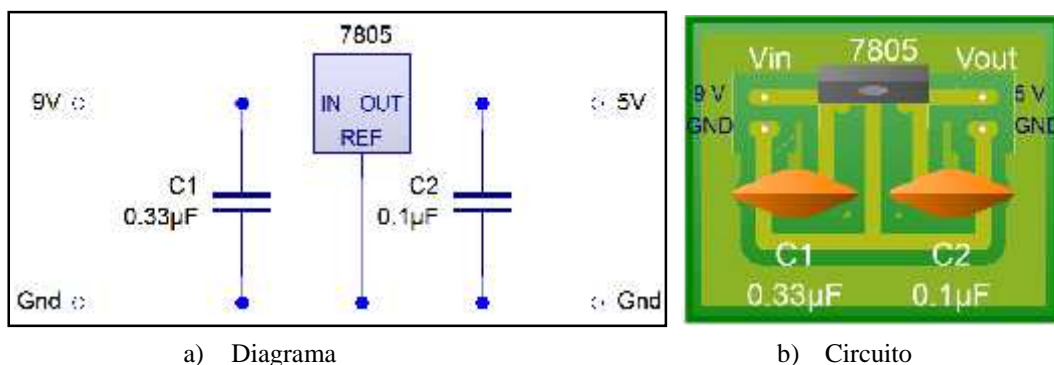 7805
9V
IN OUT
REF
5V
C1
0.33µF
C2
0.1µF
Gnd
Gnd
a) Diagrama
7805
Vin
Vout
9 V
5 V
GND
GND
C1
C2
0.33µF
0.1µF
b) Circuito